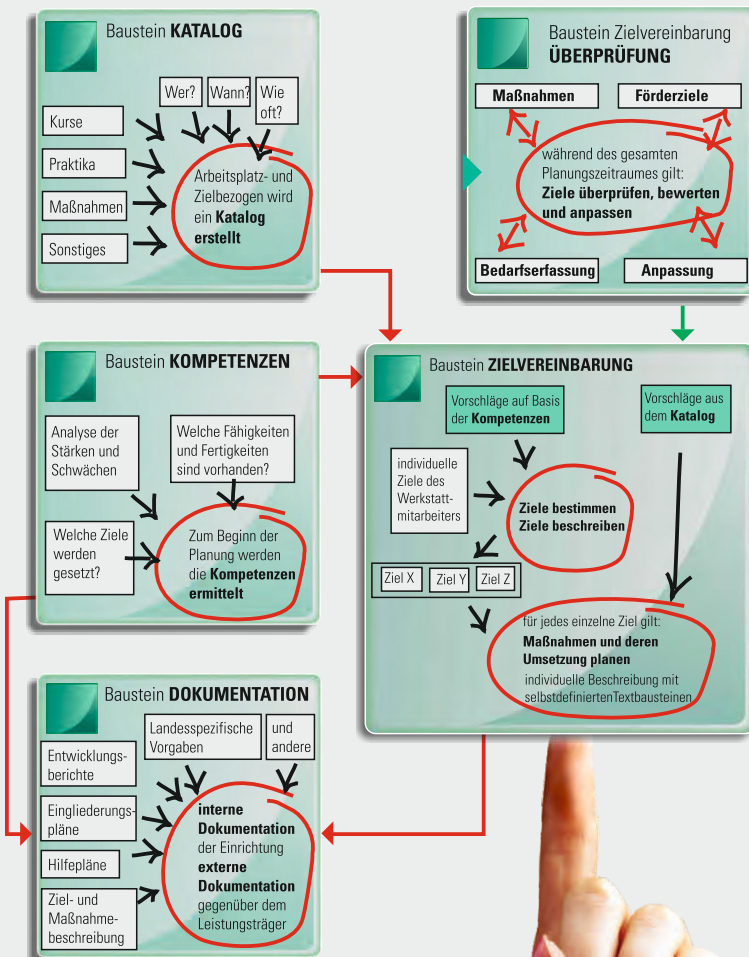 Baustein KATALOG
Wer?
Wann?
Wie
oft?
Kurse
Praktika
Maßnahmen
Sonstiges
Arbeitsplatz- und
Zielbezogen wird
ein Katalog
erstellt
Baustein Zielvereinbarung
ÜBERPRÜFUNG
Maßnahmen
Förderziele
während des gesamten
Planungszeitraumes gilt:
Ziele überprüfen, bewerten
und anpassen
Bedarfserfassung
Anpassung
Baustein KOMPETENZEN
Analyse der
Stärken und
Schwächen
Welche Fähigkeiten
und Fertigkeiten
sind vorhanden?
Welche Ziele
werden
gesetzt?
Zum Beginn der
Planung werden
die Kompetenzen
ermittelt
Baustein ZIELVEREINBARUNG
Vorschläge auf Basis
der Kompetenzen
Vorschläge aus
dem Katalog
individuelle
Ziele des
Werkstatt-
mitarbeiters
Ziele bestimmen
Ziele beschreiben
Ziel X
Ziel Y
Ziel Z
für jedes einzelne Ziel gilt:
Maßnahmen und deren
Umsetzung planen
individuelle Beschreibung mit
selbstdefinierten Textbausteinen
Baustein DOKUMENTATION
Landesspezifische
Vorgaben
und
andere
Entwicklungs-
berichte
Eingliederungs-
pläne
Hilfepläne
Ziel- und
Maßnahme-
beschreibung
interne
Dokumentation
der Einrichtung
externe
Dokumentation
gegenüber dem
Leistungsträger